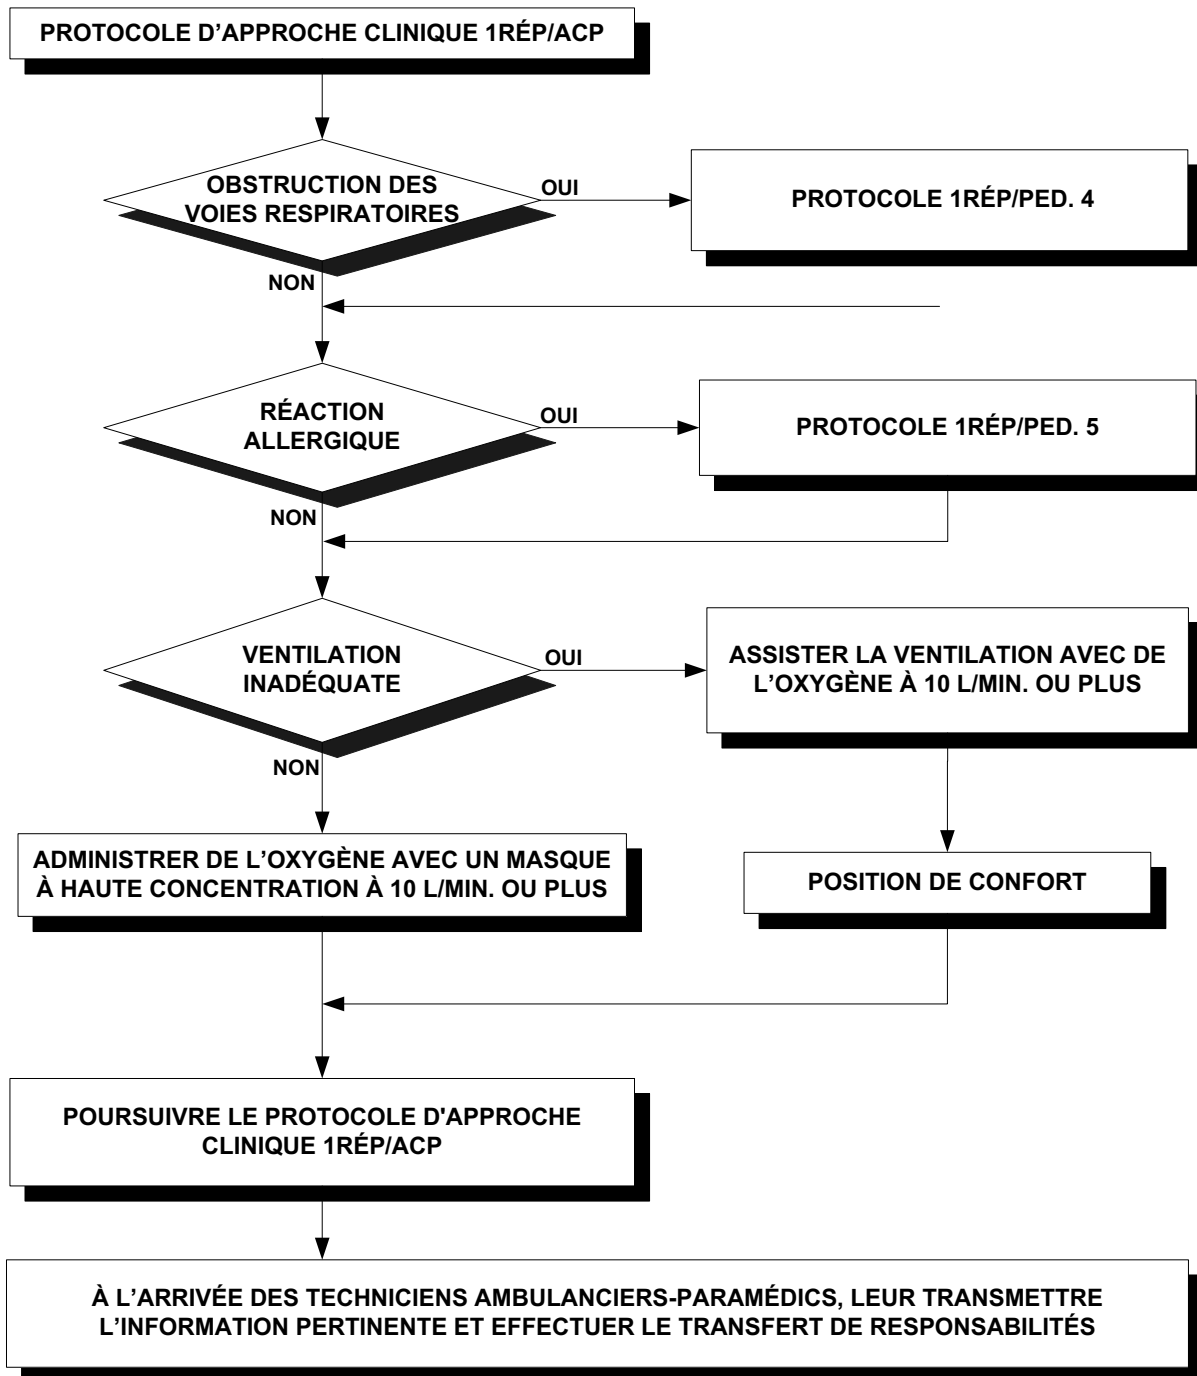 PROTOCOLE D’APPROCHE CLINIQUE 1RÉP/ACP
OBSTRUCTION DES
VOIES RESPIRATOIRES
OUI
PROTOCOLE 1RÉP/PED. 4
NON
RÉACTION
ALLERGIQUE
OUI
PROTOCOLE 1RÉP/PED. 5
NON
VENTILATION
INADÉQUATE
OUI
ASSISTER LA VENTILATION AVEC DE
L’OXYGÈNE À 10 L/MIN. OU PLUS
NON
ADMINISTRER DE L’OXYGÈNE AVEC UN MASQUE
À HAUTE CONCENTRATION À 10 L/MIN. OU PLUS
POSITION DE CONFORT
POURSUIVRE LE PROTOCOLE D'APPROCHE
CLINIQUE 1RÉP/ACP
À L’ARRIVÉE DES TECHNICIENS AMBULANCIERS-PARAMÉDICS, LEUR TRANSMETTRE
L’INFORMATION PERTINENTE ET EFFECTUER LE TRANSFERT DE RESPONSABILITÉS